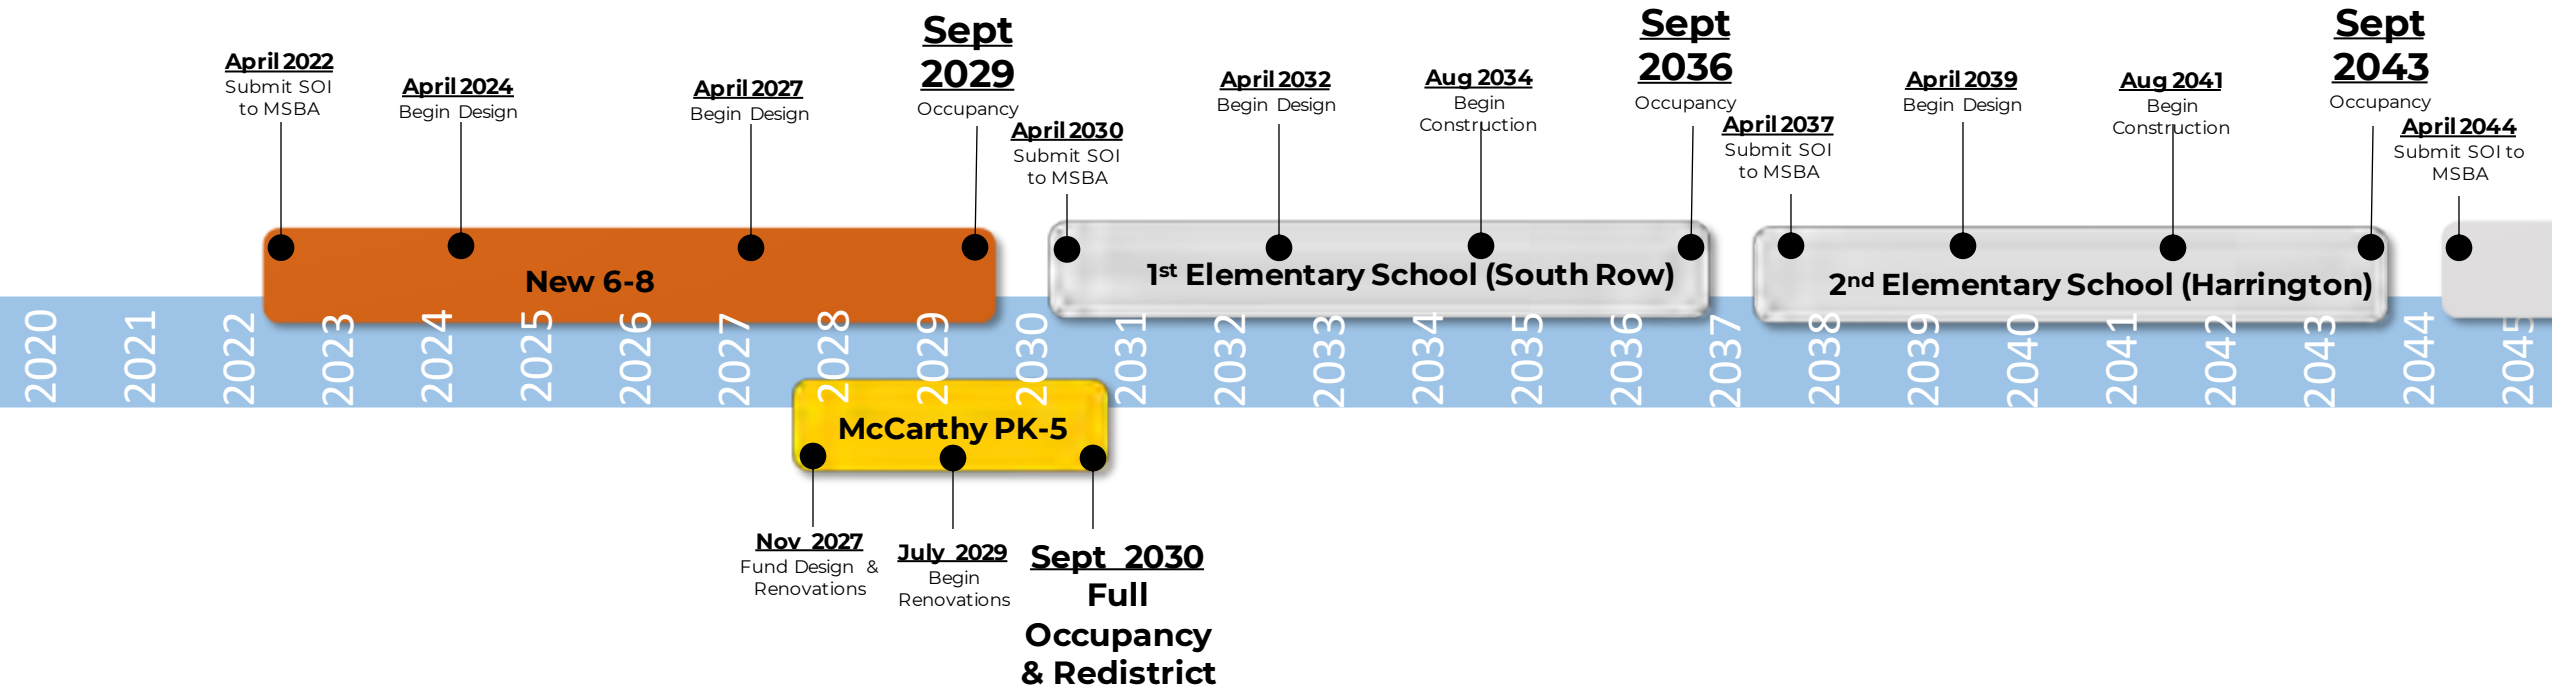 April 2022
Submit SOI
to MSBA
April 2024
Begin Design
April 2027
Begin Design
Sept
2029
Occupancy
April 2030
Submit SOI
to MSBA
April 2032
Begin Design
Aug 2034
Begin
Construction
Sept
2036
Occupancy
April 2037
Submit SOI
to MSBA
April 2039
Begin Design
Aug 2041
Begin
Construction
Sept
2043
Occupancy
April 2044
Submit SOI to
MSBA
New 6-8
1st Elementary School (South Row)
2nd Elementary School (Harrington)
2020
2021
2022
2023
2024
2025
2026
2027
2028
2029
2030
2031
2032
2033
2034
2035
2036
2037
2038
2039
2040
2041
2042
2043
2044
2045
McCarthy PK-5
Nov 2027
Fund Design &
Renovations
July 2029
Begin
Renovations
Sept 2030
Full
Occupancy
& Redistrict